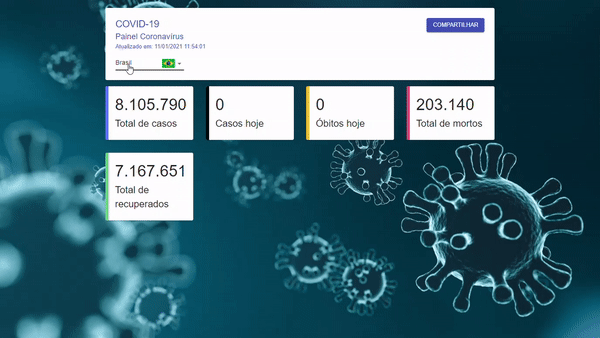 COVID-19
Painel Coronavírus
Atualizado em: 11/01/2021 11:54:01
COMPARTILHAR
Brasil
8.105.790
Total de casos
0
Casos hoje
0
Óbitos hoje
203.140
Total de mortos
7.167.651
Total de
recuperados